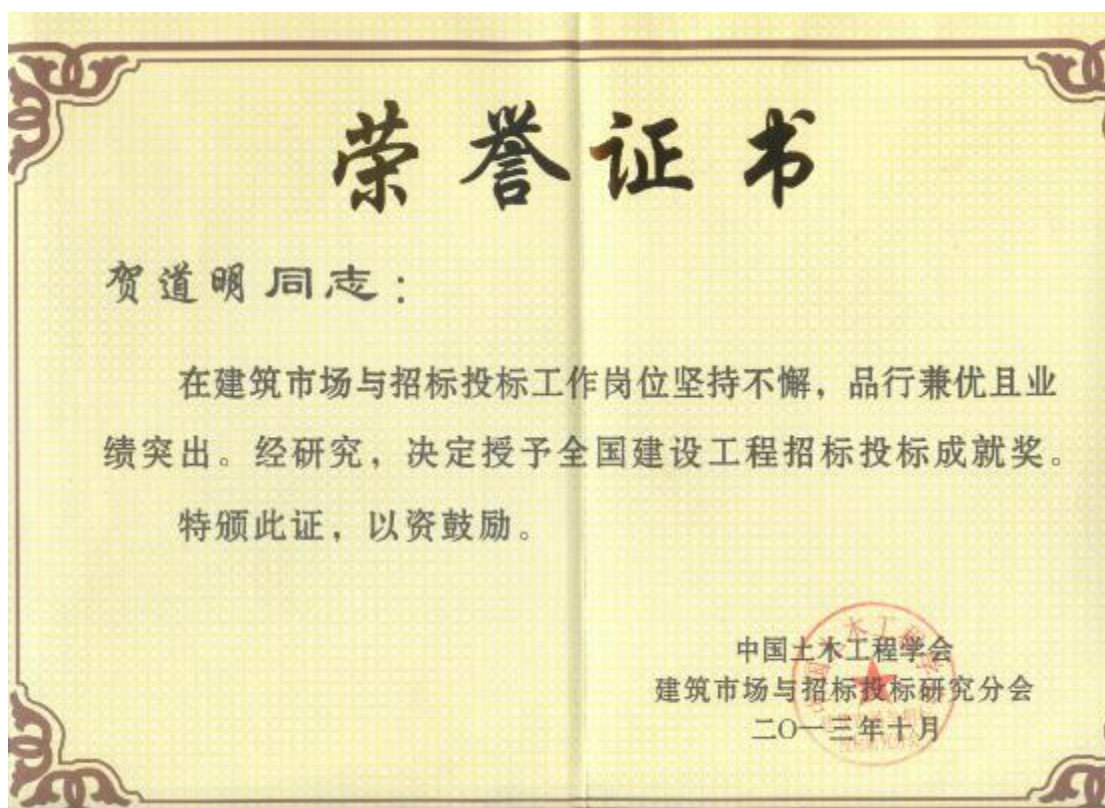 荣誉证书
贺道明同志：
在建筑市场与招标投标工作岗位坚持不懈，品行兼优且业
绩突出。经研究，决定授予全国建设工程招标投标成就奖。
特颁此证，以资鼓励。
中国土木工程学会
建筑市场与招标投标研究分会
二〇一三年十月